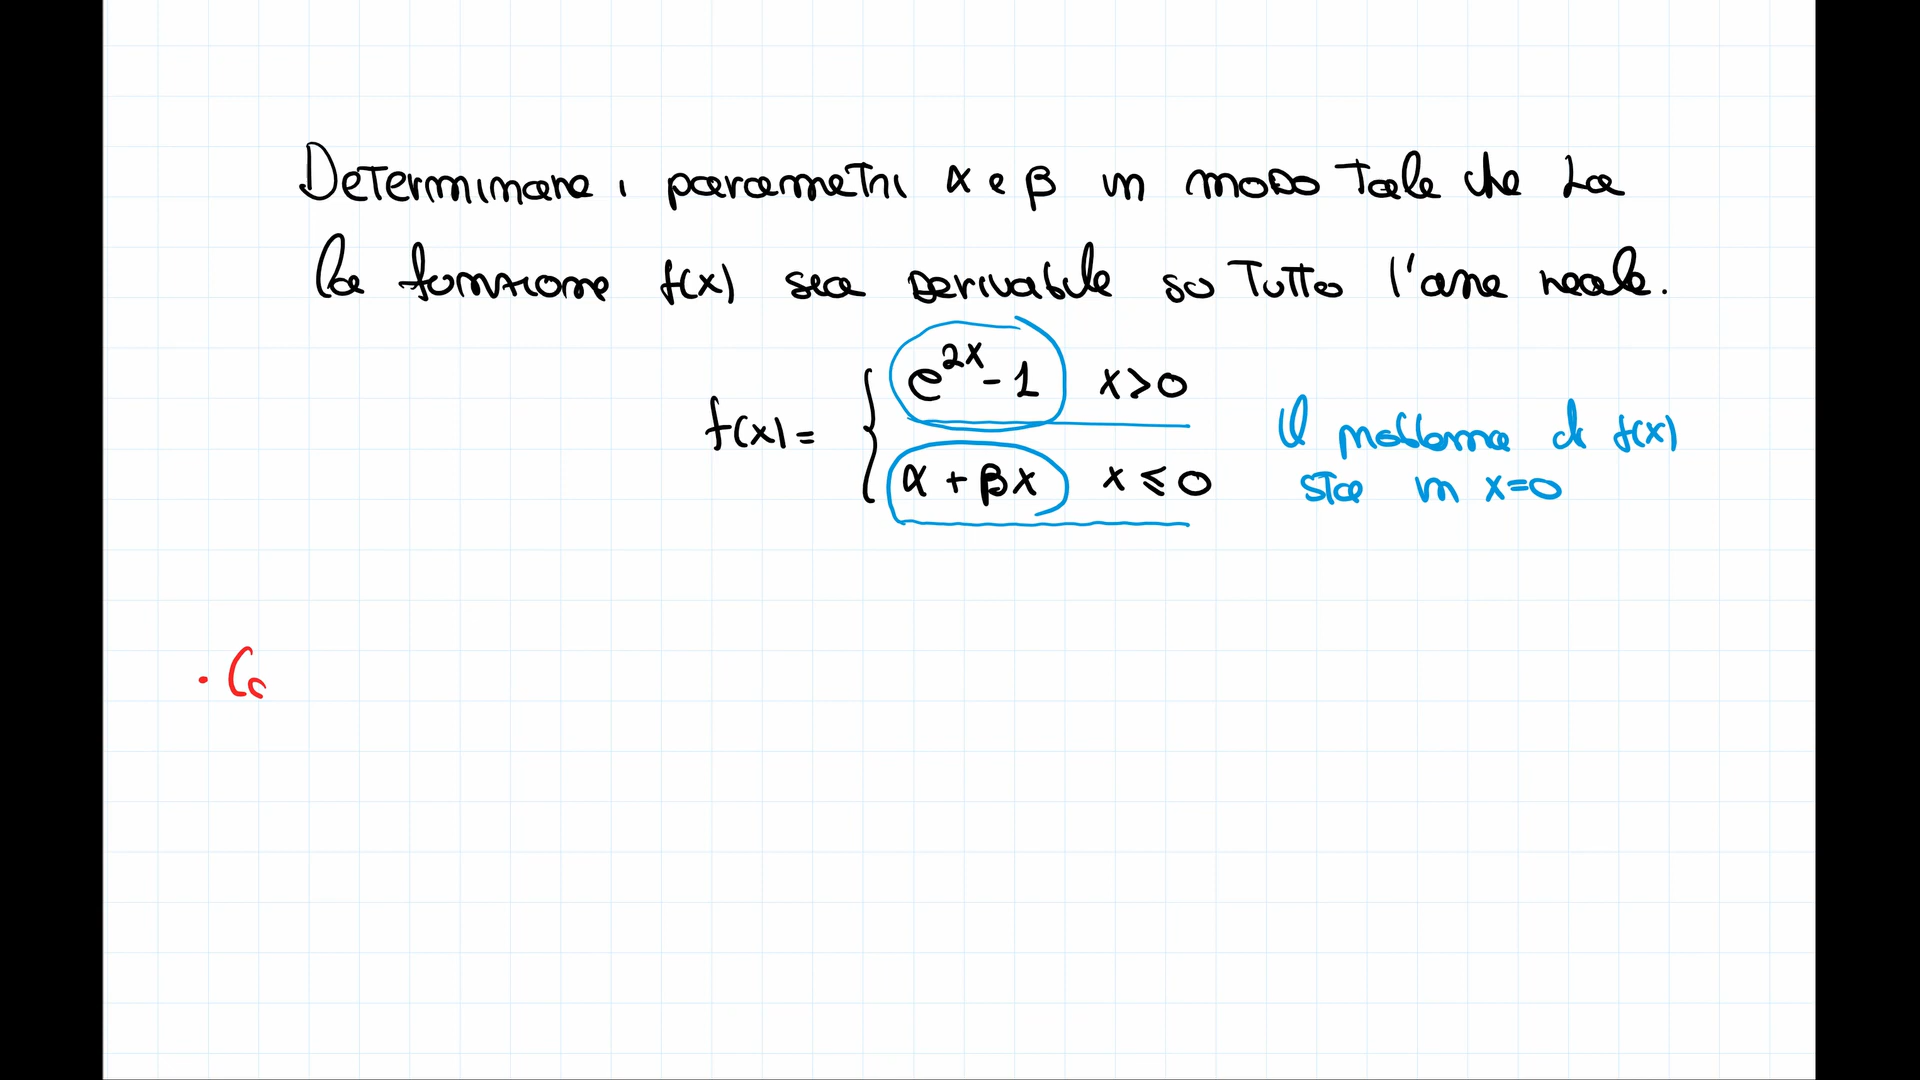 Determinare i parametri α e β in modo tale che la
la funzione f(x) sia derivabile su tutto l'asse reale.
f(x) = { e^{2x} - 1 x > 0
α + βx x ≤ 0
Il problema di f(x)
sta in x = 0
· Co